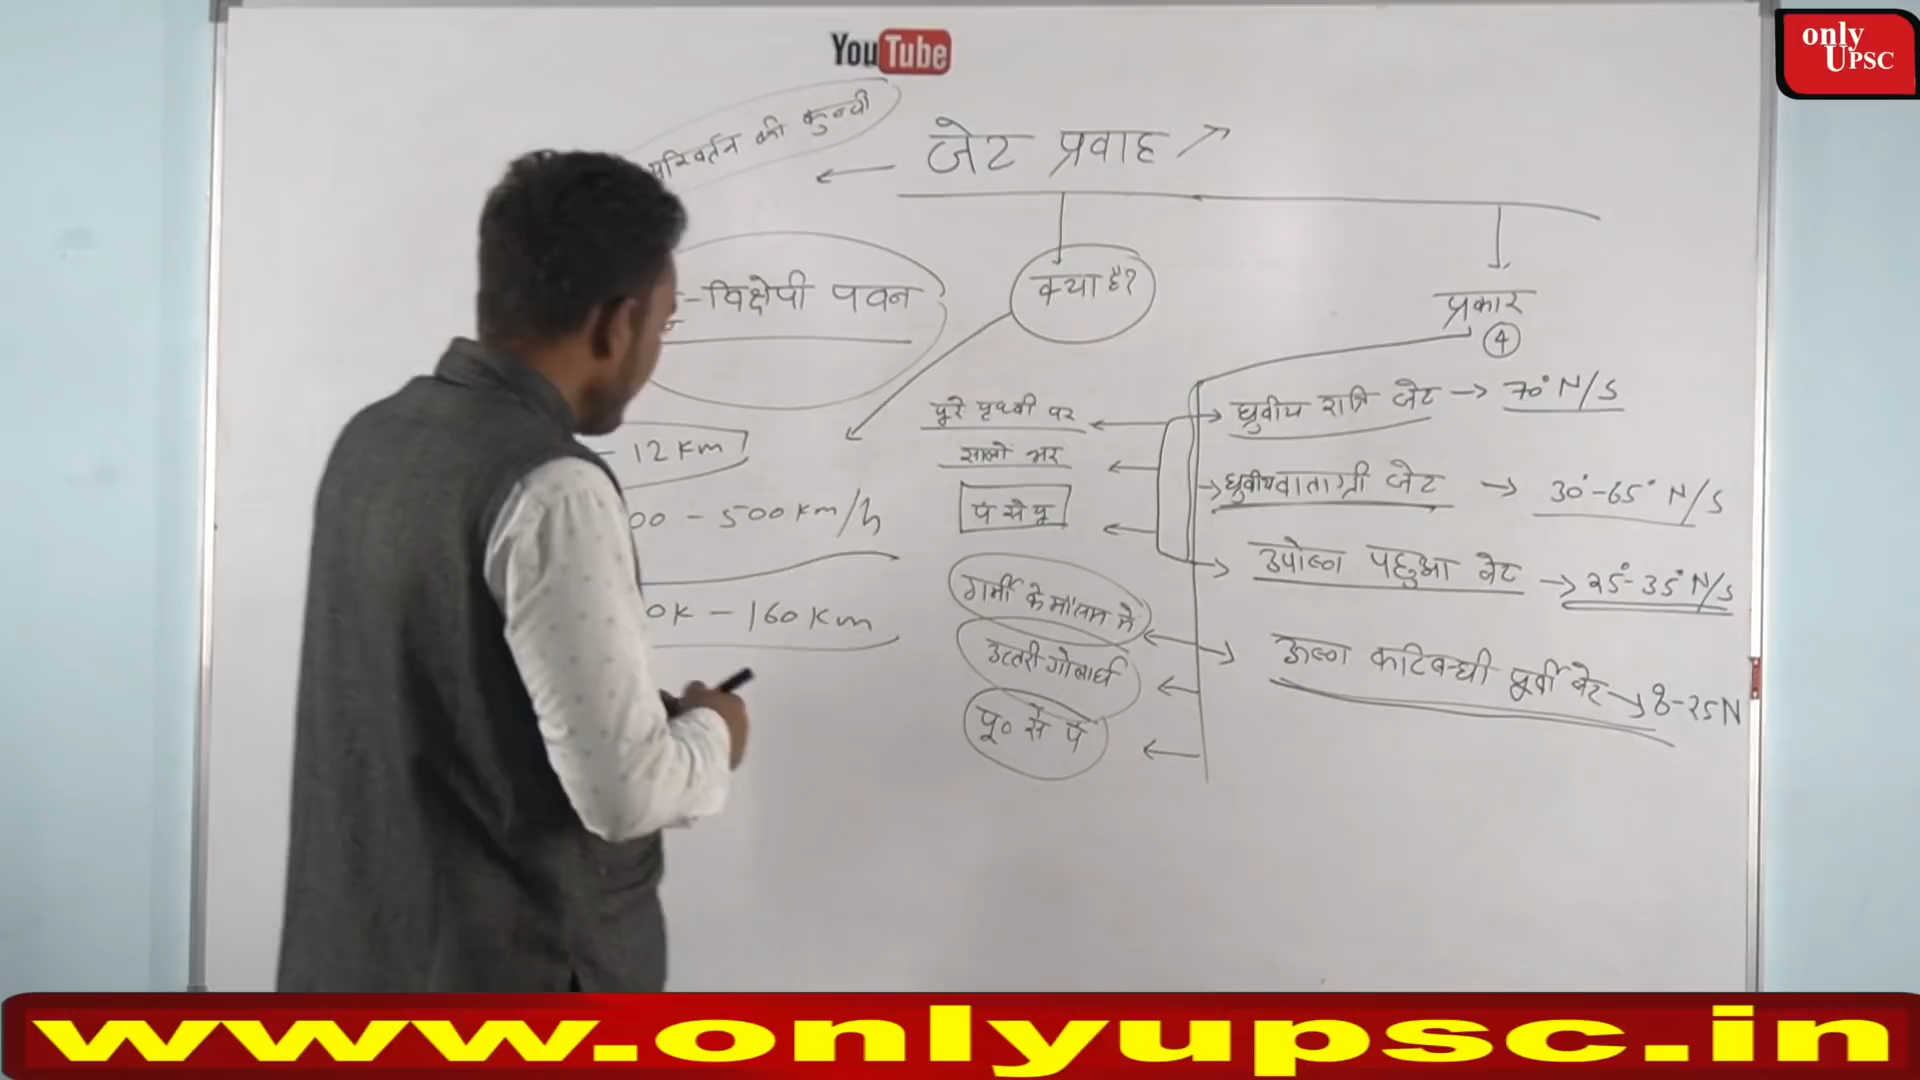 YouTube
only
UPSC
परिवर्तन की कुन्जी
जेट प्रवाह
-विक्षेपी पवन
क्या है?
प्रकार
4
- 12 Km
00 - 500 Km/h
0K - 160 Km
पूरे पृथ्वी पर
सालों भर
प से पू
गर्मी के मौसम में
उत्तरी गोलार्ध
पू० से प
ध्रुवीय रात्रि जेट → 70° N/S
ध्रुवीय वाताग्री जेट → 30°-65° N/S
उपोष्ण पछुआ जेट → 25°-35° N/S
ऊष्ण कटिबन्धी पूर्वी जेट → 8-25N
www.onlyupsc.in